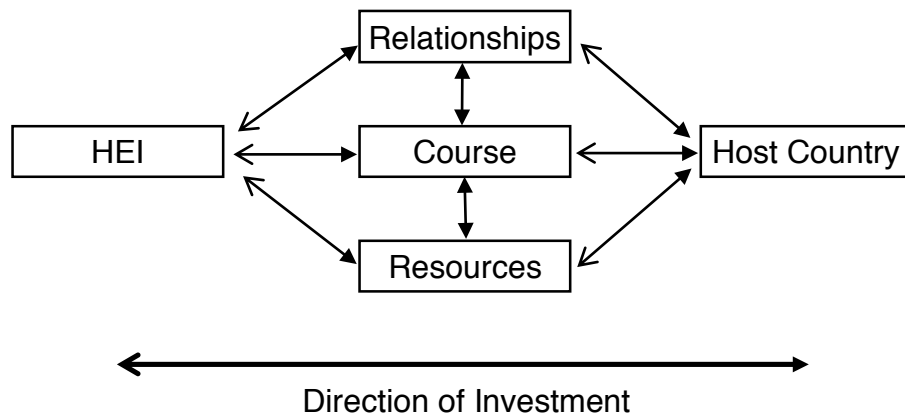 Relationships
HEI
Course
Host Country
Resources
Direction of Investment